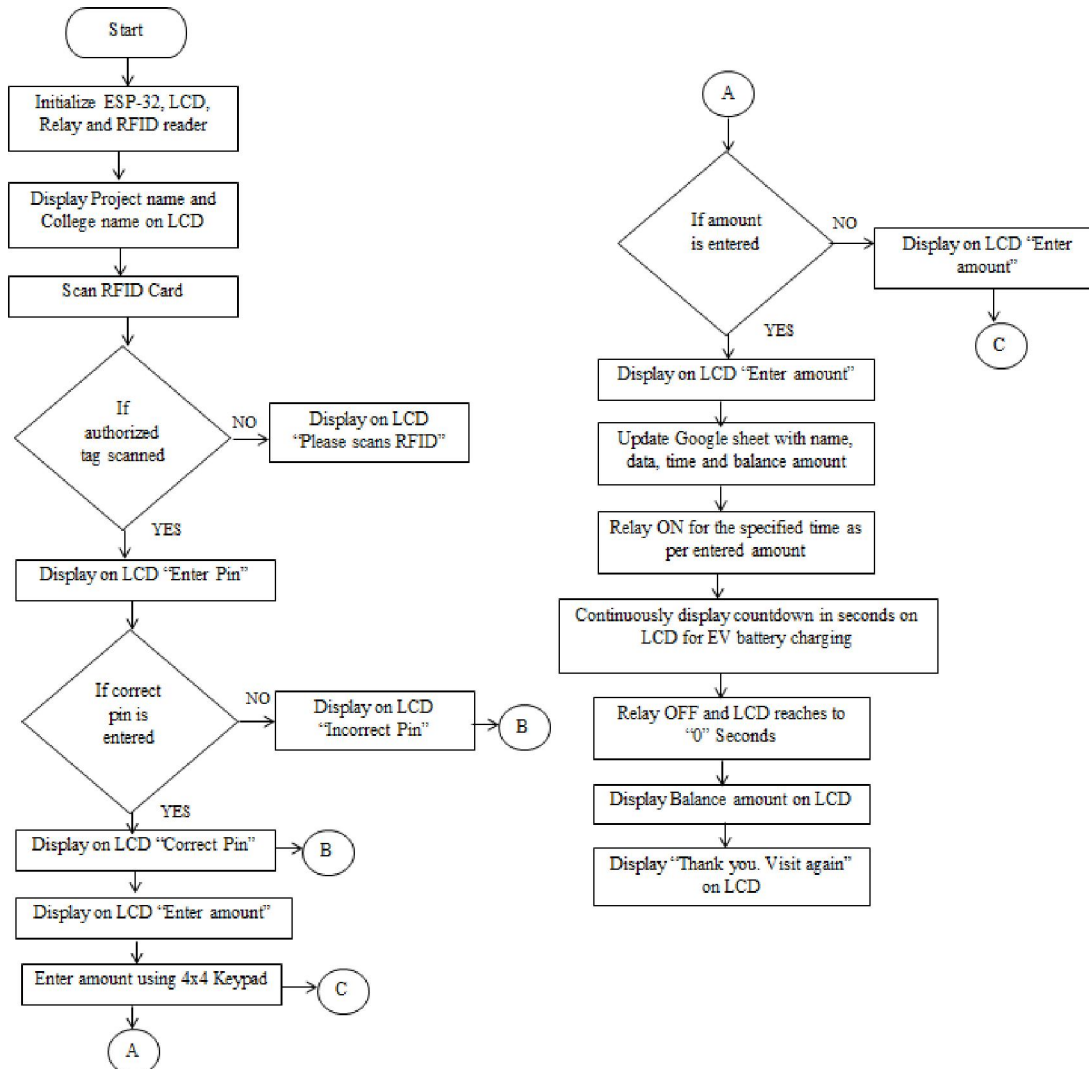 Start
Initialize ESP-32, LCD,
Relay and RFID reader
Display Project name and
College name on LCD
Scan RFID Card
If
authorized
tag scanned
NO
Display on LCD
“Please scans RFID”
YES
Display on LCD “Enter Pin”
If correct
pin is
entered
NO
Display on LCD
“Incorrect Pin”
B
YES
Display on LCD “Correct Pin”
B
Display on LCD “Enter amount”
Enter amount using 4x4 Keypad
C
A
A
If amount
is entered
NO
Display on LCD “Enter
amount”
C
YES
Display on LCD “Enter amount”
Update Google sheet with name,
data, time and balance amount
Relay ON for the specified time as
per entered amount
Continuously display countdown in seconds on
LCD for EV battery charging
Relay OFF and LCD reaches to
“0” Seconds
Display Balance amount on LCD
Display “Thank you. Visit again”
on LCD